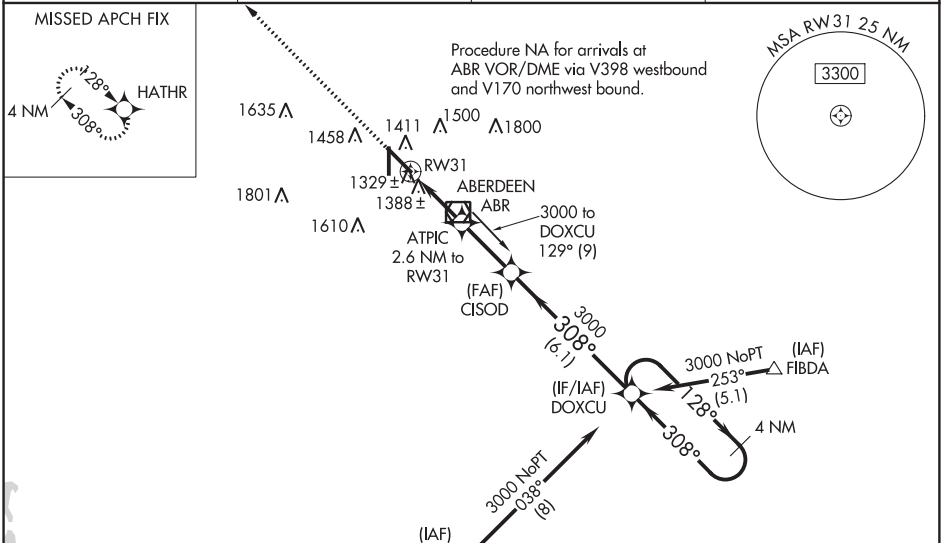 MISSED APCH FIX
128°
HATHR
4 NM
308°
Procedure NA for arrivals at
ABR VOR/DME via V398 westbound
and V170 northwest bound.
MSA RW31 25 NM
3300
1635
1458
1411
1500
1800
RW31
1329 ±
1388 ±
1801
1610
ABERDEEN
ABR
ATPIC
2.6 NM to
RW31
3000 to
DOXCU
129° (9)
(FAF)
CISOD
3000
308°
(6.1)
(IF/IAF)
DOXCU
3000 NoPT
253°
(5.1)
(IAF)
FIBDA
128°
308°
4 NM
3000 NoPT
038°
(8)
(IAF)